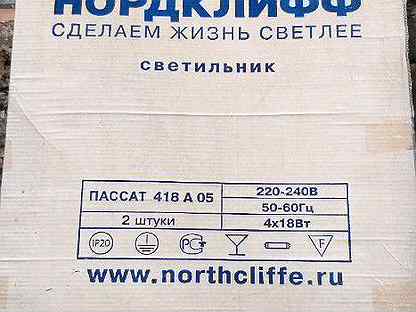 НОРДКЛИФФ
СДЕЛАЕМ ЖИЗНЬ СВЕТЛЕЕ
светильник
ПАССАТ 418 А 05
2 штуки
220-240В
50-60Гц
4х18Вт
IP20
РС
F
www.northcliffe.ru